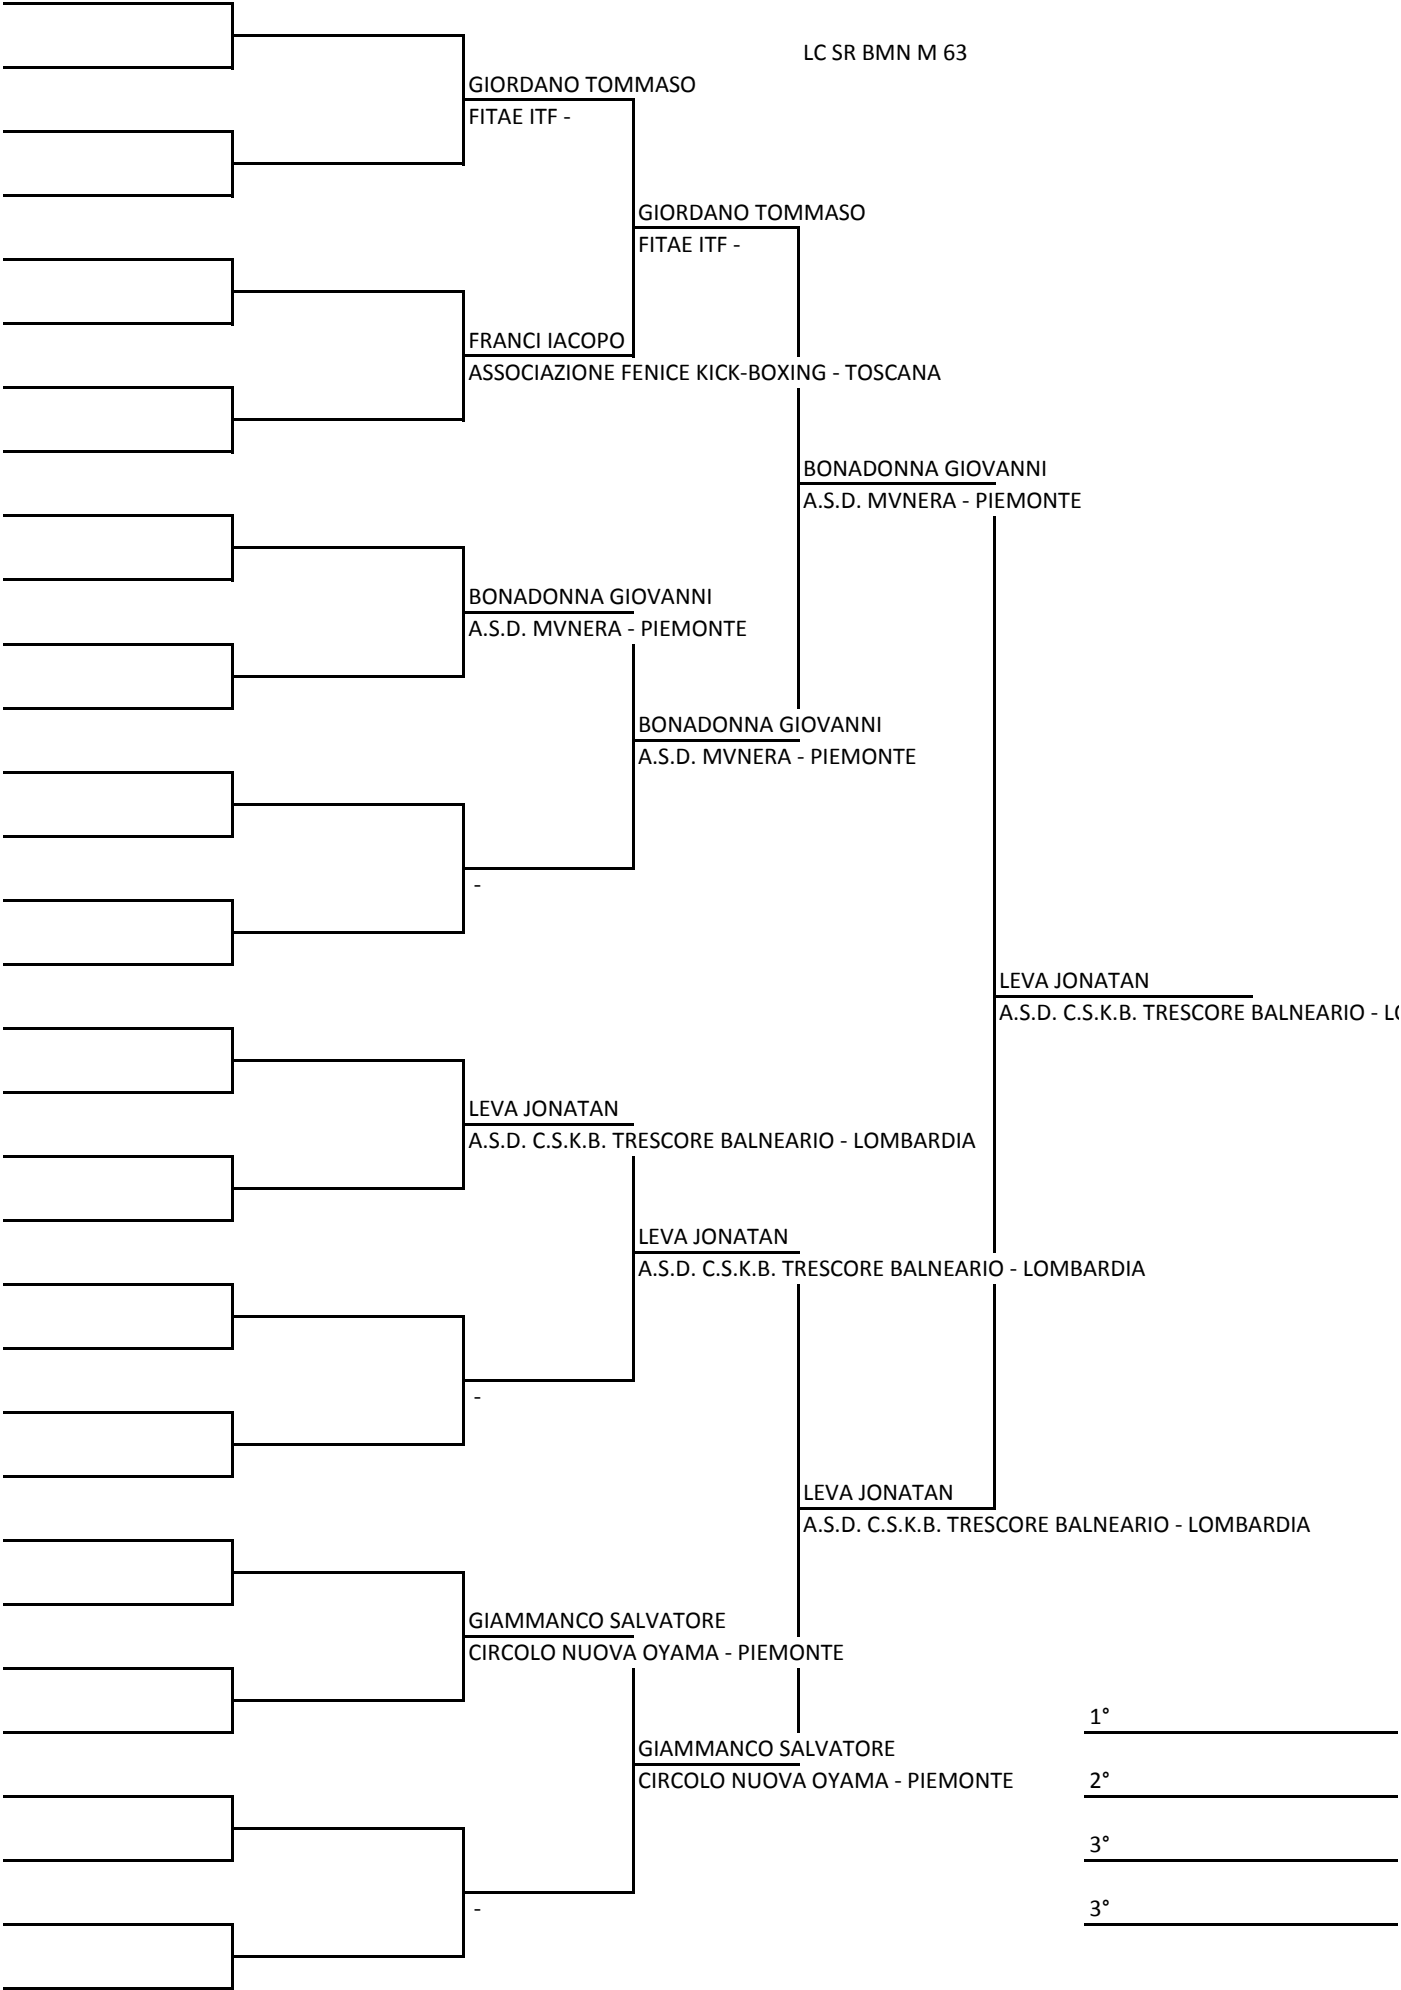 LC SR BMN M 63
GIORDANO TOMMASO
FITAE ITF -
GIORDANO TOMMASO
FITAE ITF -
FRANCI IACOPO
ASSOCIAZIONE FENICE KICK-BOXING - TOSCANA
BONADONNA GIOVANNI
A.S.D. MVNERA - PIEMONTE
BONADONNA GIOVANNI
A.S.D. MVNERA - PIEMONTE
BONADONNA GIOVANNI
A.S.D. MVNERA - PIEMONTE
-
LEVA JONATAN
A.S.D. C.S.K.B. TRESCORE BALNEARIO - L
LEVA JONATAN
A.S.D. C.S.K.B. TRESCORE BALNEARIO - LOMBARDIA
LEVA JONATAN
A.S.D. C.S.K.B. TRESCORE BALNEARIO - LOMBARDIA
-
LEVA JONATAN
A.S.D. C.S.K.B. TRESCORE BALNEARIO - LOMBARDIA
GIAMMANCO SALVATORE
CIRCOLO NUOVA OYAMA - PIEMONTE
1°
GIAMMANCO SALVATORE
CIRCOLO NUOVA OYAMA - PIEMONTE
2°
3°
-
3°